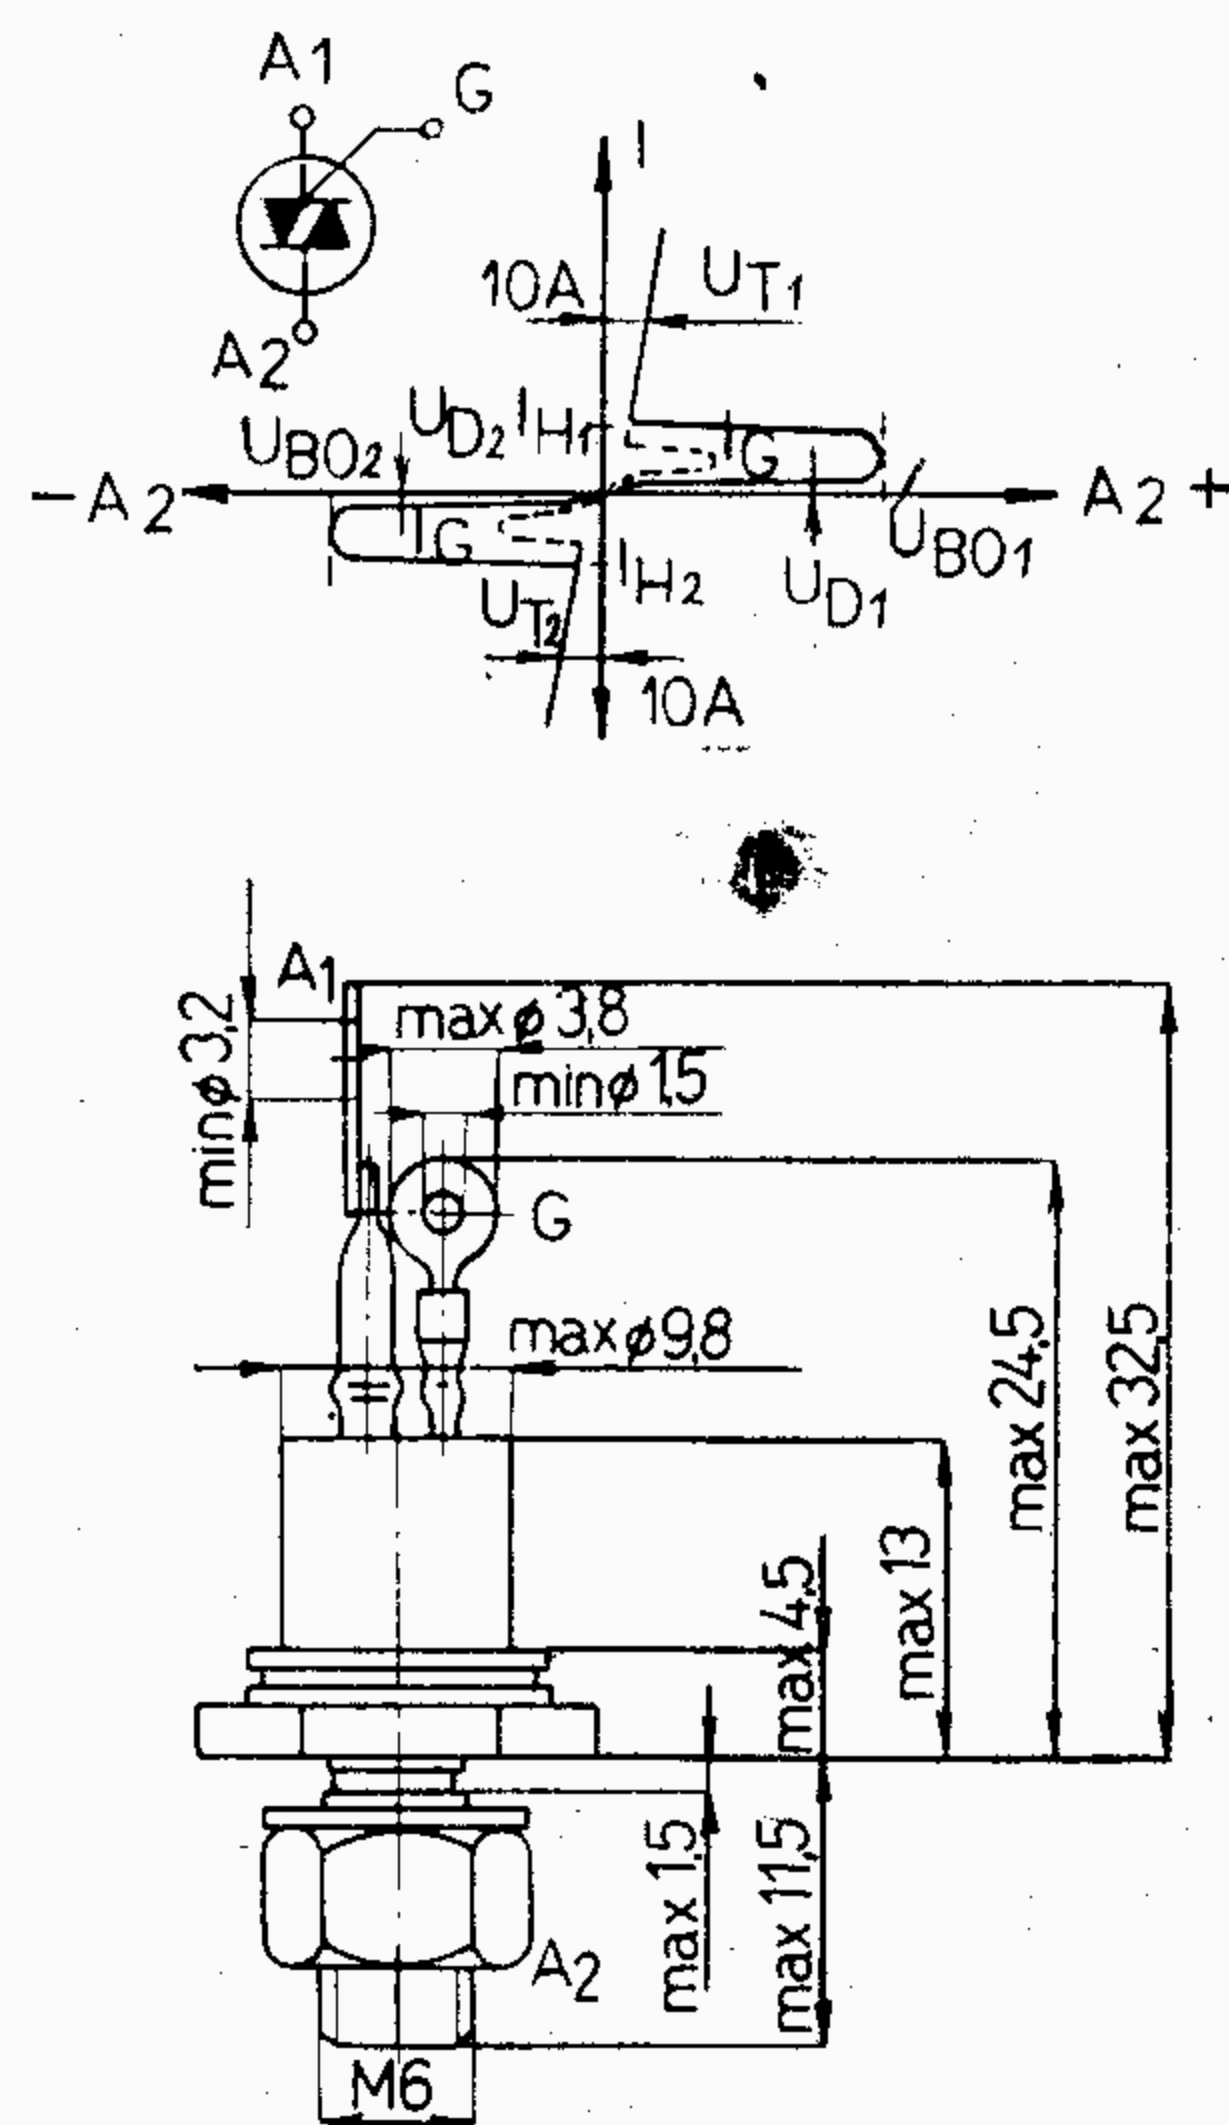 A1
G
I
10A
UT1
A2
UD2
IH1
UBO2
IG
-A2
A2+
IG
UBO1
IH2
UD1
UT2
10A
A1
min ø 3,2
max ø 3,8
min ø 1,5
G
max ø 9,8
max 24,5
max 32,5
max 13
max 4,5
max 1,5
max 11,5
A2
M6